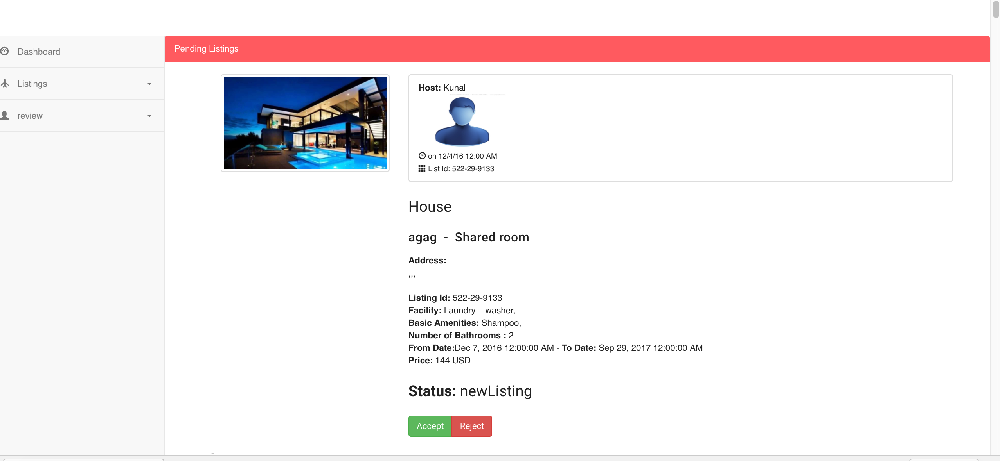 Dashboard
Listings
review
Pending Listings
Host: Kunal
on 12/4/16 12:00 AM
List Id: 522-29-9133
House
agag - Shared room
Address:
,,,
Listing Id: 522-29-9133
Facility: Laundry – washer,
Basic Amenities: Shampoo,
Number of Bathrooms : 2
From Date:Dec 7, 2016 12:00:00 AM - To Date: Sep 29, 2017 12:00:00 AM
Price: 144 USD
Status: newListing
Accept
Reject